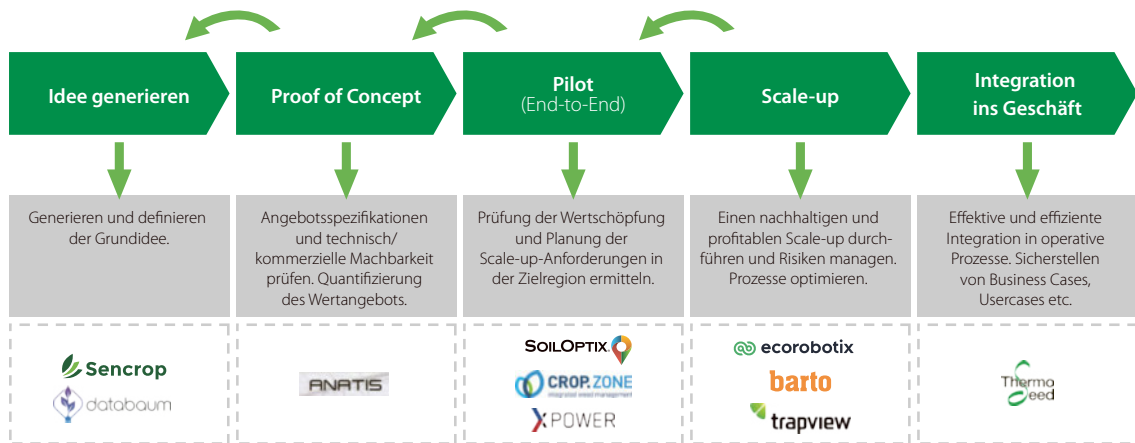 Idee generieren
Proof of Concept
Pilot
(End-to-End)
Scale-up
Integration
ins Geschäft
Generieren und definieren
der Grundidee.
Angebotsspezifikationen
und technisch/
kommerzielle Machbarkeit
prüfen. Quantifizierung
des Wertangebots.
Prüfung der Wertschöpfung
und Planung der
Scale-up-Anforderungen in
der Zielregion ermitteln.
Einen nachhaltigen und
profitablen Scale-up durch-
führen und Risiken managen.
Prozesse optimieren.
Effektive und effiziente
Integration in operative
Prozesse. Sicherstellen
von Business Cases,
Usercases etc.
Sencrop
databaum
ANATIS
SOILOPTIX
CROP.ZONE
integrated weed management
XPOWER
ecorobotix
barto
trapview
Thermo
Seed